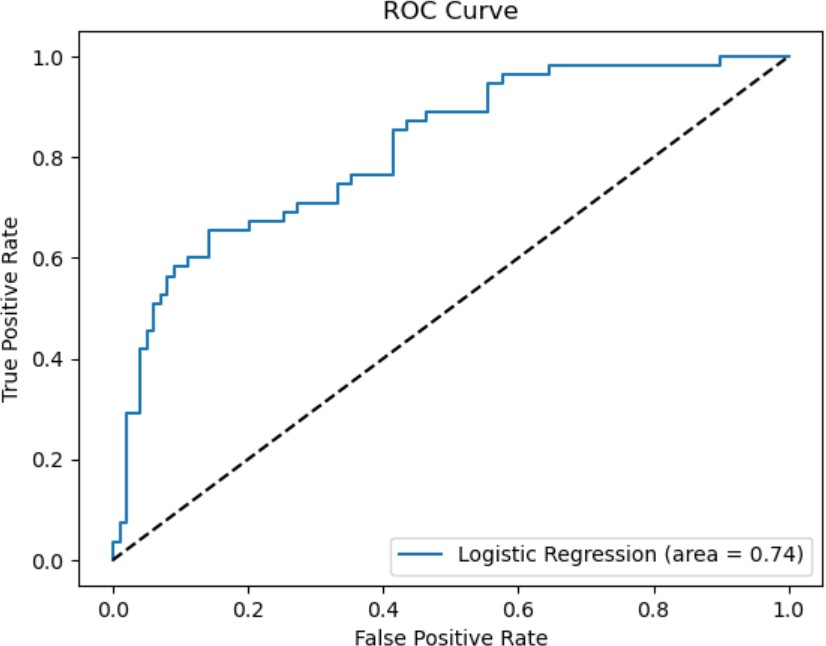 ROC Curve
1.0
0.8
0.6
0.4
0.2
0.0
True Positive Rate
Logistic Regression (area = 0.74)
0.0 0.2 0.4 0.6 0.8 1.0
False Positive Rate